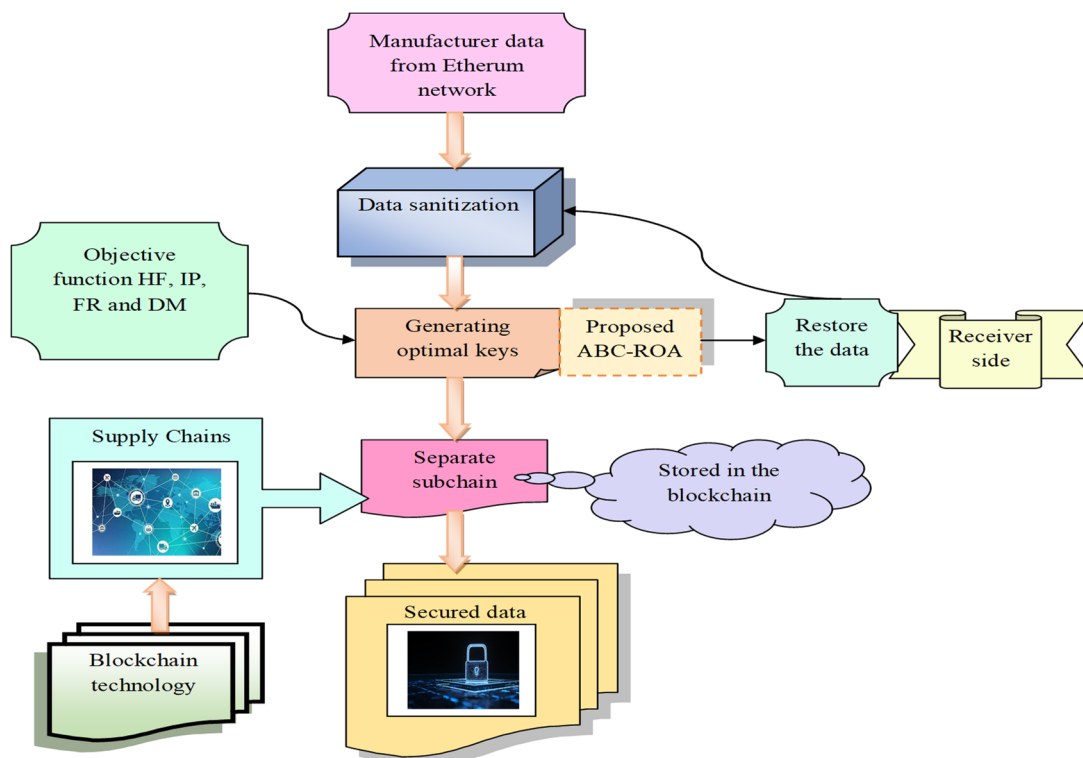 Manufacturer data
from Etherum
network
Data sanitization
Objective
function HF, IP,
FR and DM
Generating
optimal keys
Proposed
ABC-ROA
Restore
the data
Receiver
side
Supply Chains
Separate
subchain
Stored in the
blockchain
Secured data
Blockchain
technology